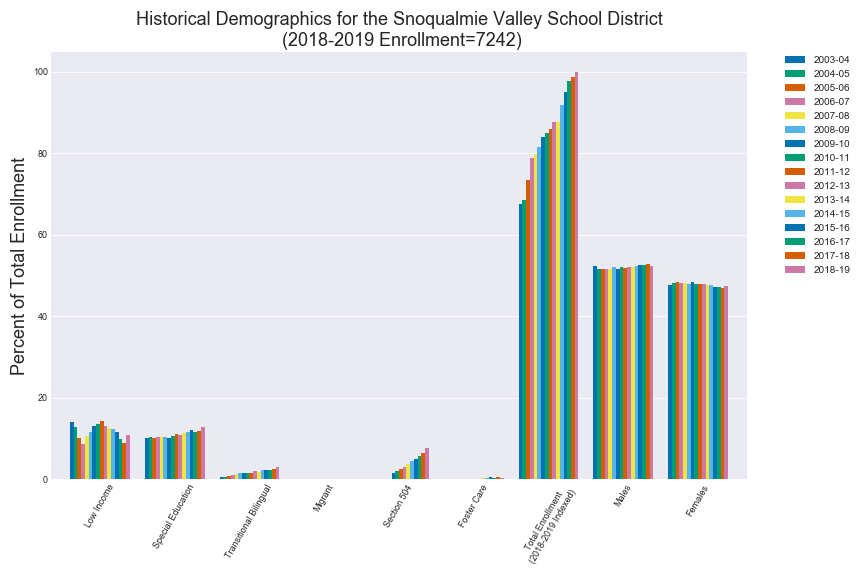 Historical Demographics for the Snoqualmie Valley School District
(2018-2019 Enrollment=7242)
Percent of Total Enrollment
100
80
60
40
20
0
Low Income
Special Education
Transitional Bilingual
Migrant
Section 504
Foster Care
Total Enrollment
(2018-2019 Indexed)
Males
Females
2003-04
2004-05
2005-06
2006-07
2007-08
2008-09
2009-10
2010-11
2011-12
2012-13
2013-14
2014-15
2015-16
2016-17
2017-18
2018-19